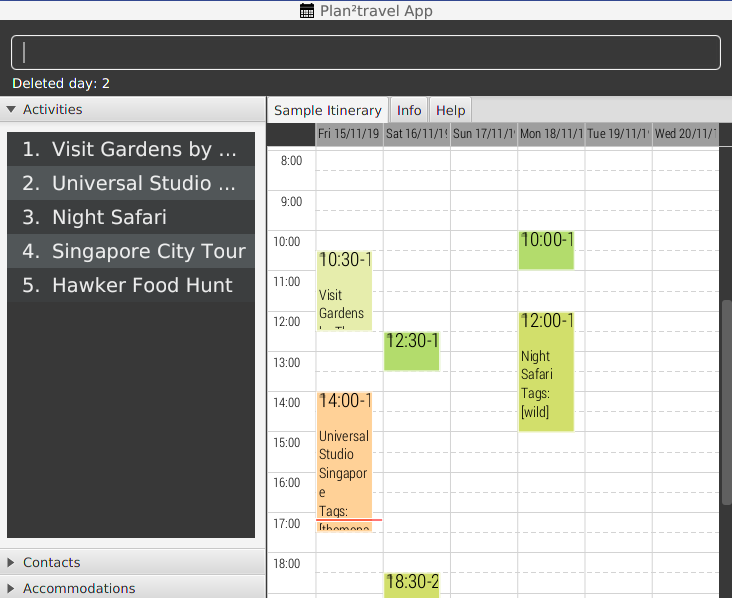 Plan²travel App
Deleted day: 2
Activities
1. Visit Gardens by ...
2. Universal Studio ...
3. Night Safari
4. Singapore City Tour
5. Hawker Food Hunt
Contacts
Accommodations
Sample Itinerary Info Help
Fri 15/11/19 Sat 16/11/19 Sun 17/11/1 Mon 18/11/1 Tue 19/11/1 Wed 20/11/
8:00
9:00
10:00
11:00
12:00
13:00
14:00
15:00
16:00
17:00
18:00
10:30-1
Visit
Gardens
14:00-1
Universal
Studio
Singapor
e
Tags:
12:30-1
18:30-2
10:00-1
12:00-1
Night
Safari
Tags:
[wild]